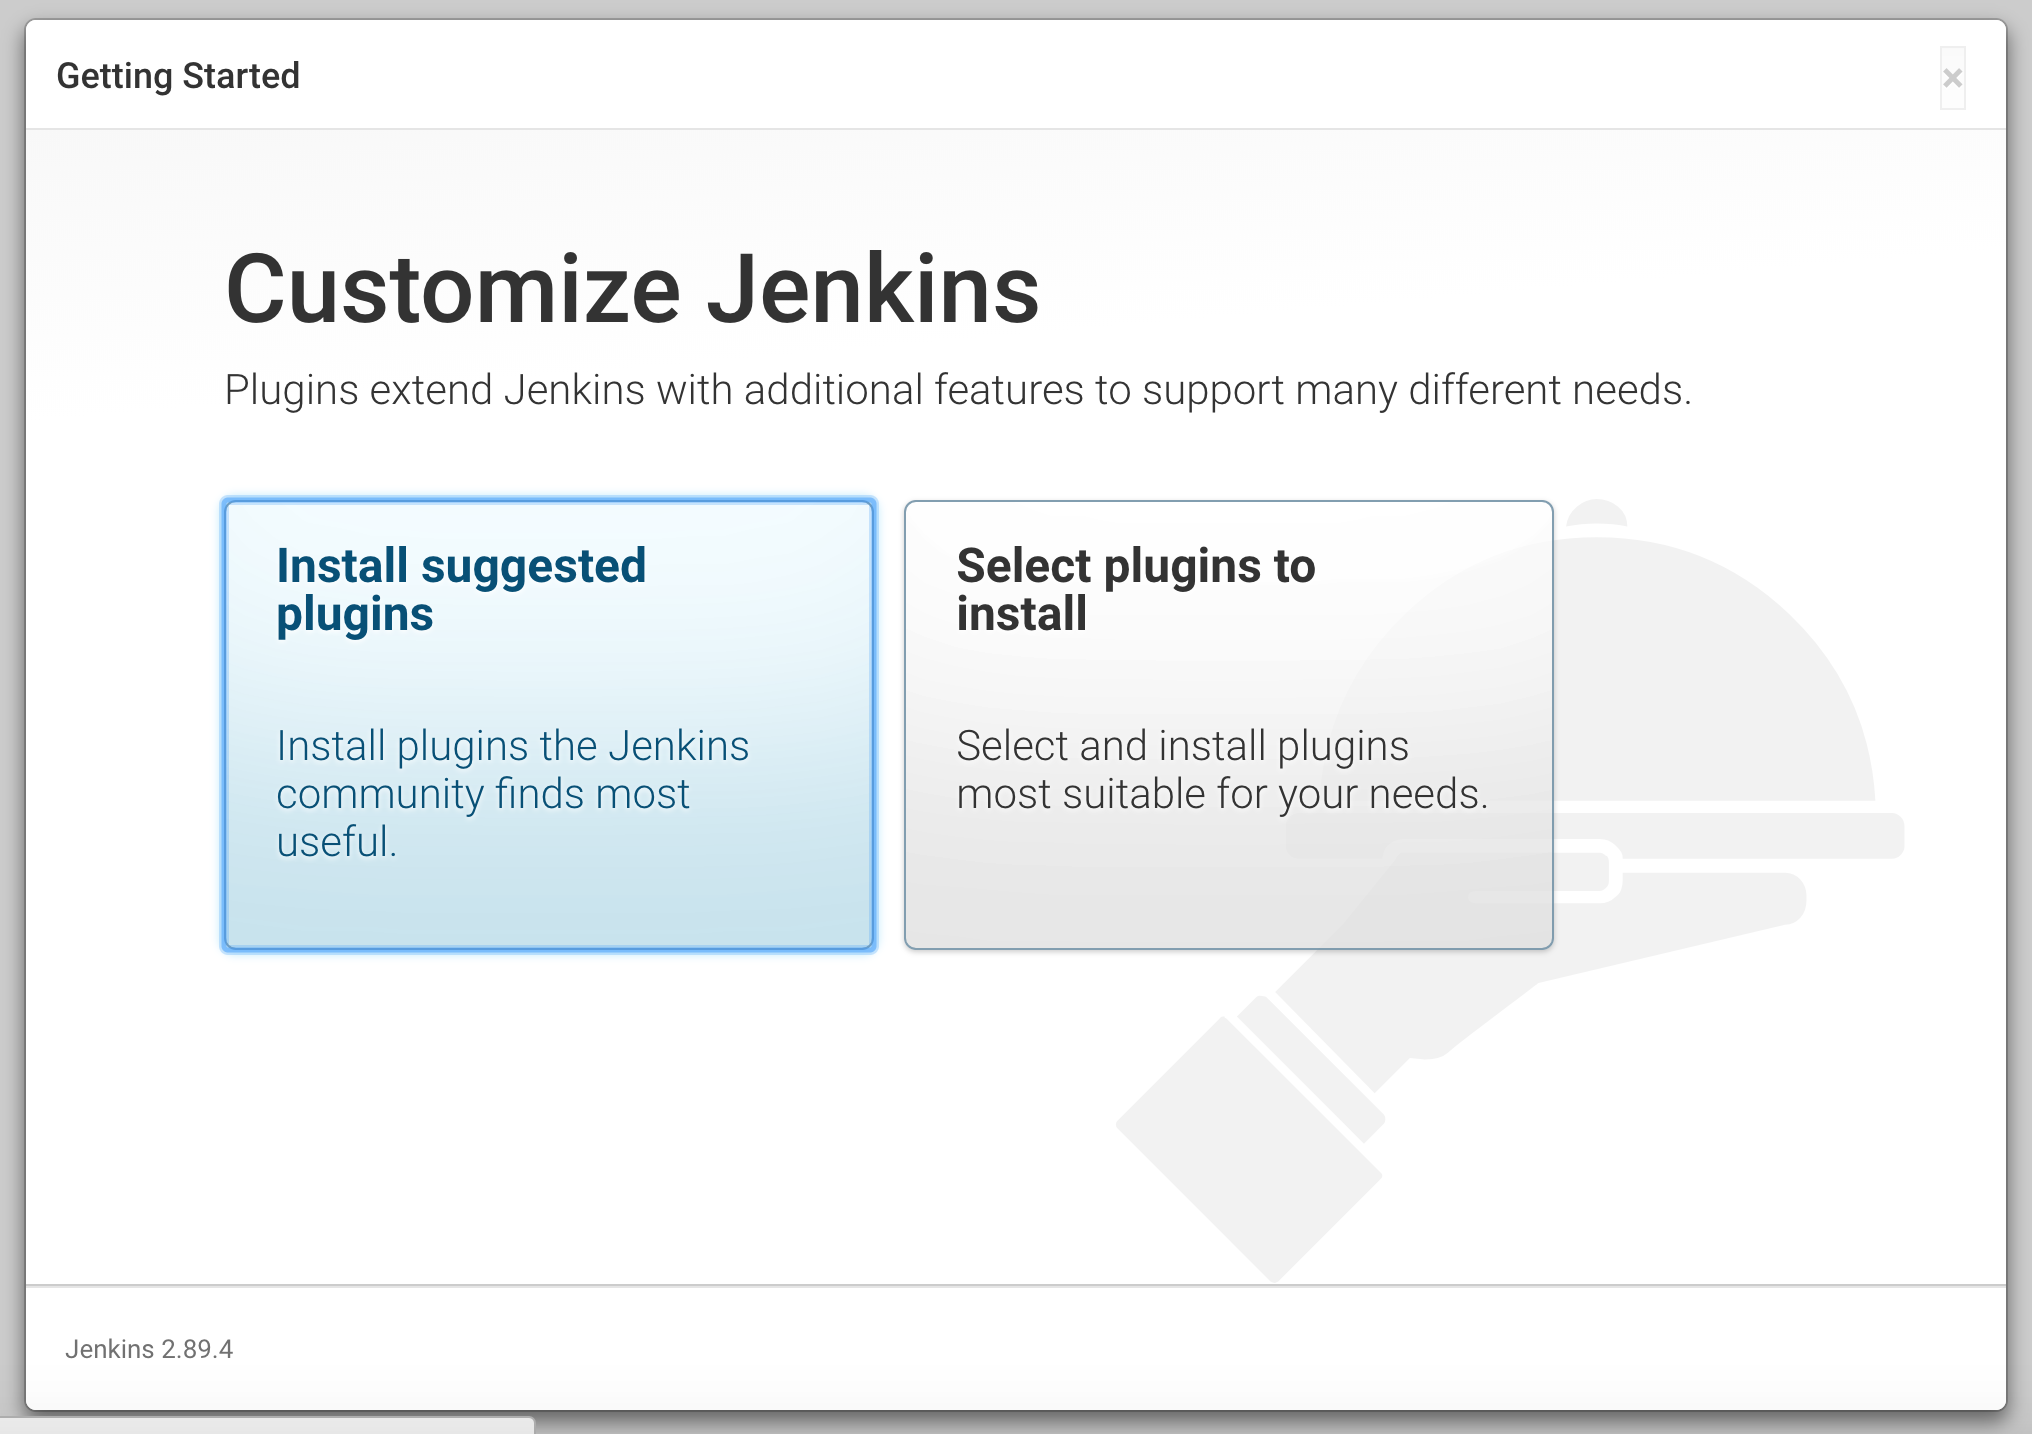 Getting Started
×
Customize Jenkins
Plugins extend Jenkins with additional features to support many different needs.
Install suggested
plugins
Install plugins the Jenkins
community finds most
useful.
Select plugins to
install
Select and install plugins
most suitable for your needs.
Jenkins 2.89.4